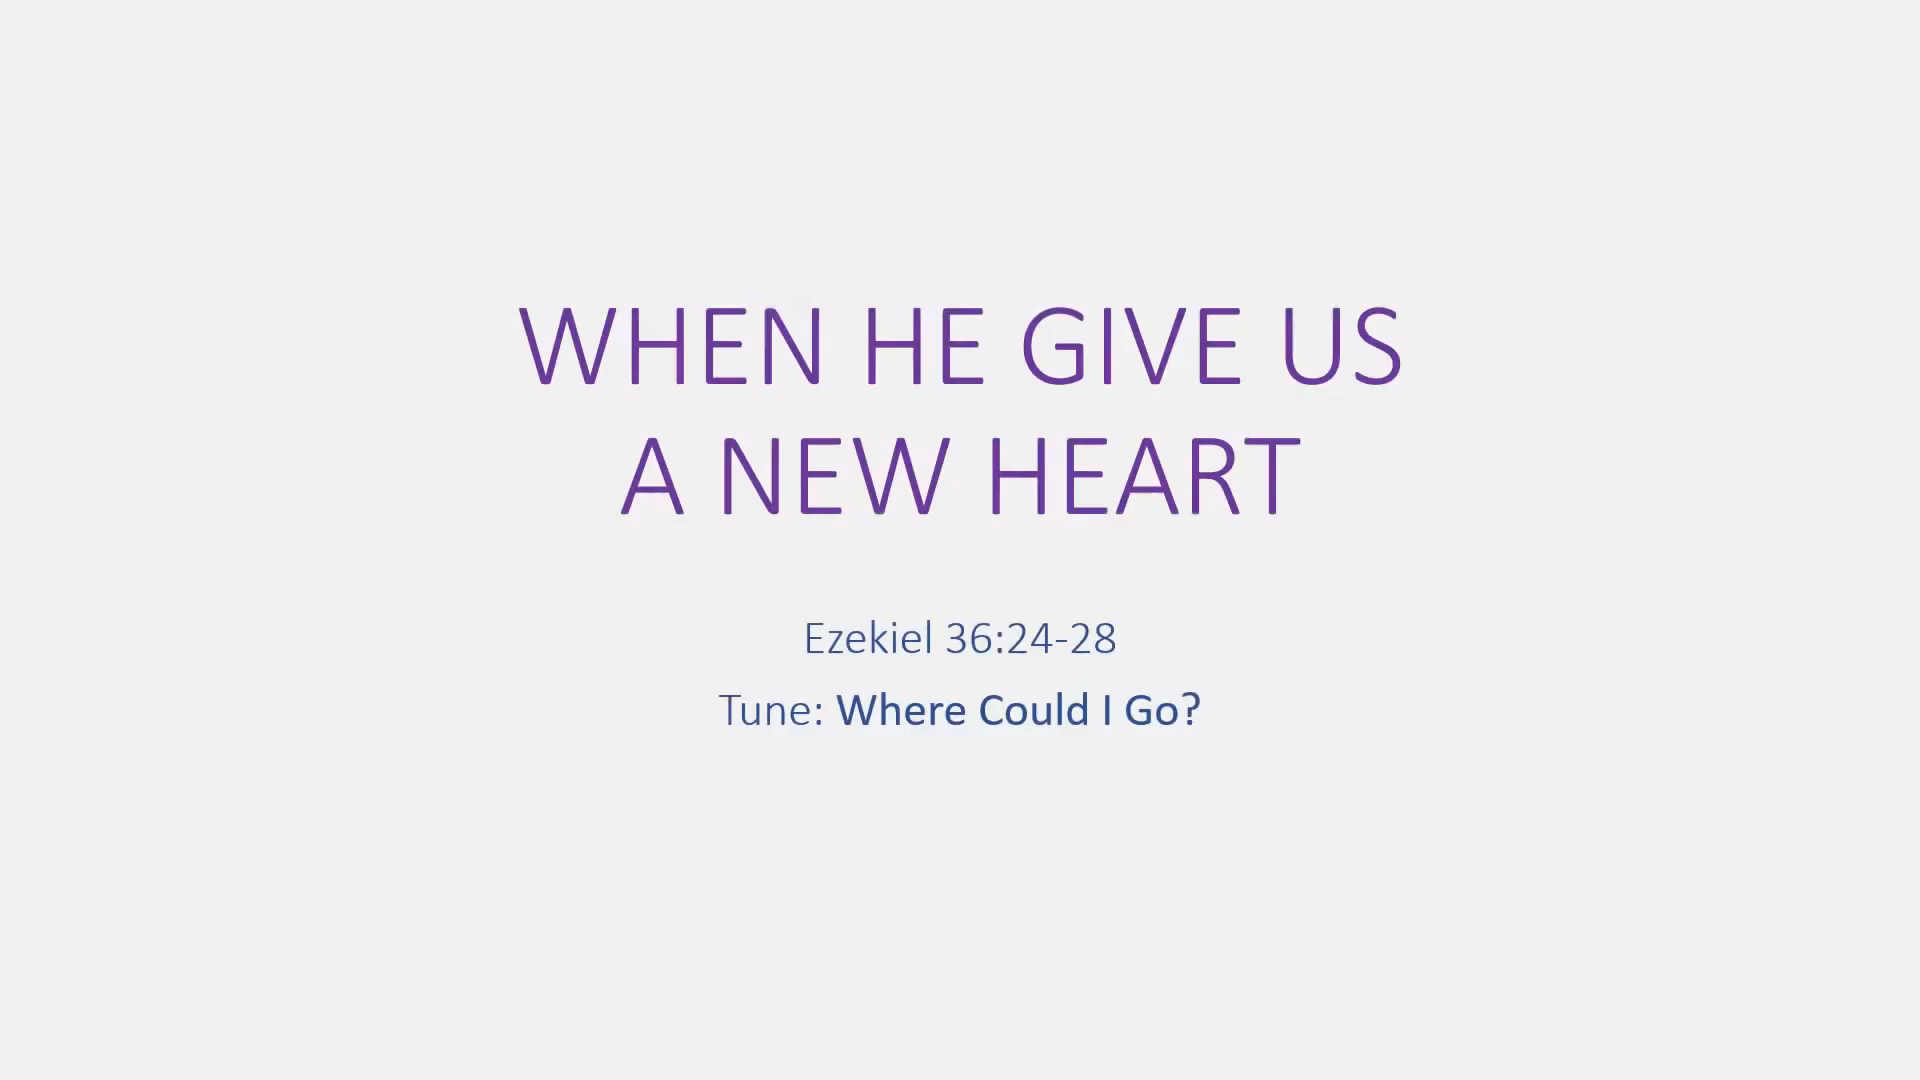 WHEN HE GIVE US
A NEW HEART
Ezekiel 36:24-28
Tune: Where Could I Go?